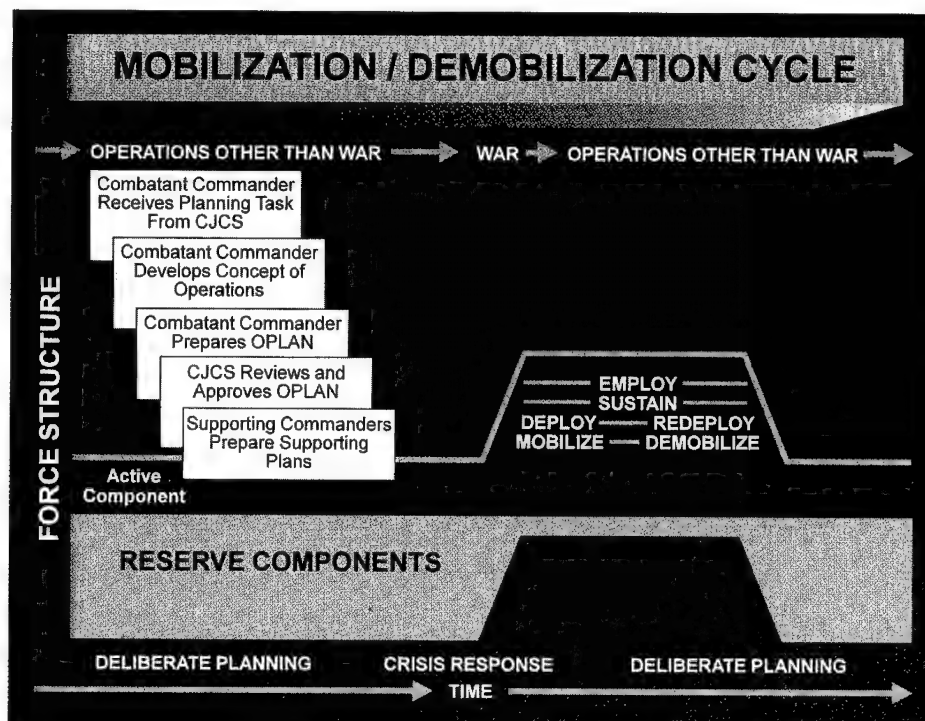 MOBILIZATION / DEMOBILIZATION CYCLE
OPERATIONS OTHER THAN WAR
WAR
OPERATIONS OTHER THAN WAR
Combatant Commander
Receives Planning Task
From CJCS
Combatant Commander
Develops Concept of
Operations
Combatant Commander
Prepares OPLAN
CJCS Reviews and
Approves OPLAN
Supporting Commanders
Prepare Supporting
Plans
FORCE STRUCTURE
EMPLOY
SUSTAIN
DEPLOY REDEPLOY
MOBILIZE DEMOBILIZE
Active
Component
RESERVE COMPONENTS
DELIBERATE PLANNING
CRISIS RESPONSE
DELIBERATE PLANNING
TIME